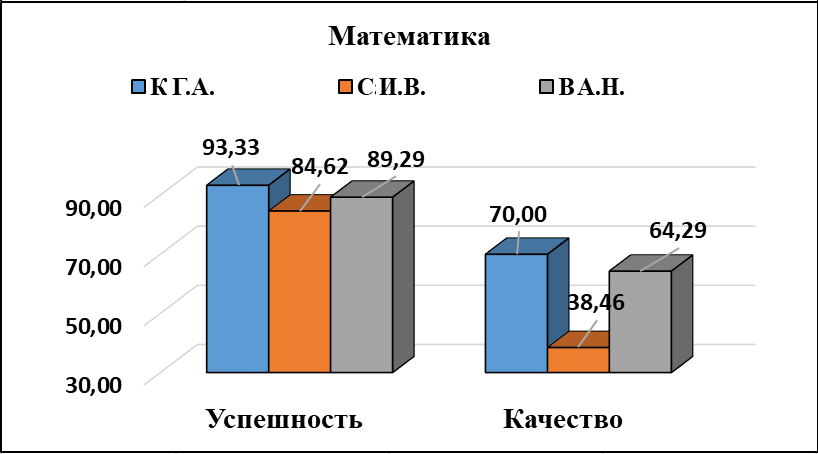 Математика
К Г.А. С И.В. В А.Н.
93,33 84,62 89,29
70,00 38,46 64,29
90,00
70,00
50,00
30,00
Успешность Качество